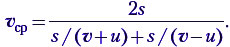 v_ср. = 2s / (s/(v+u)+s/(v−u)).